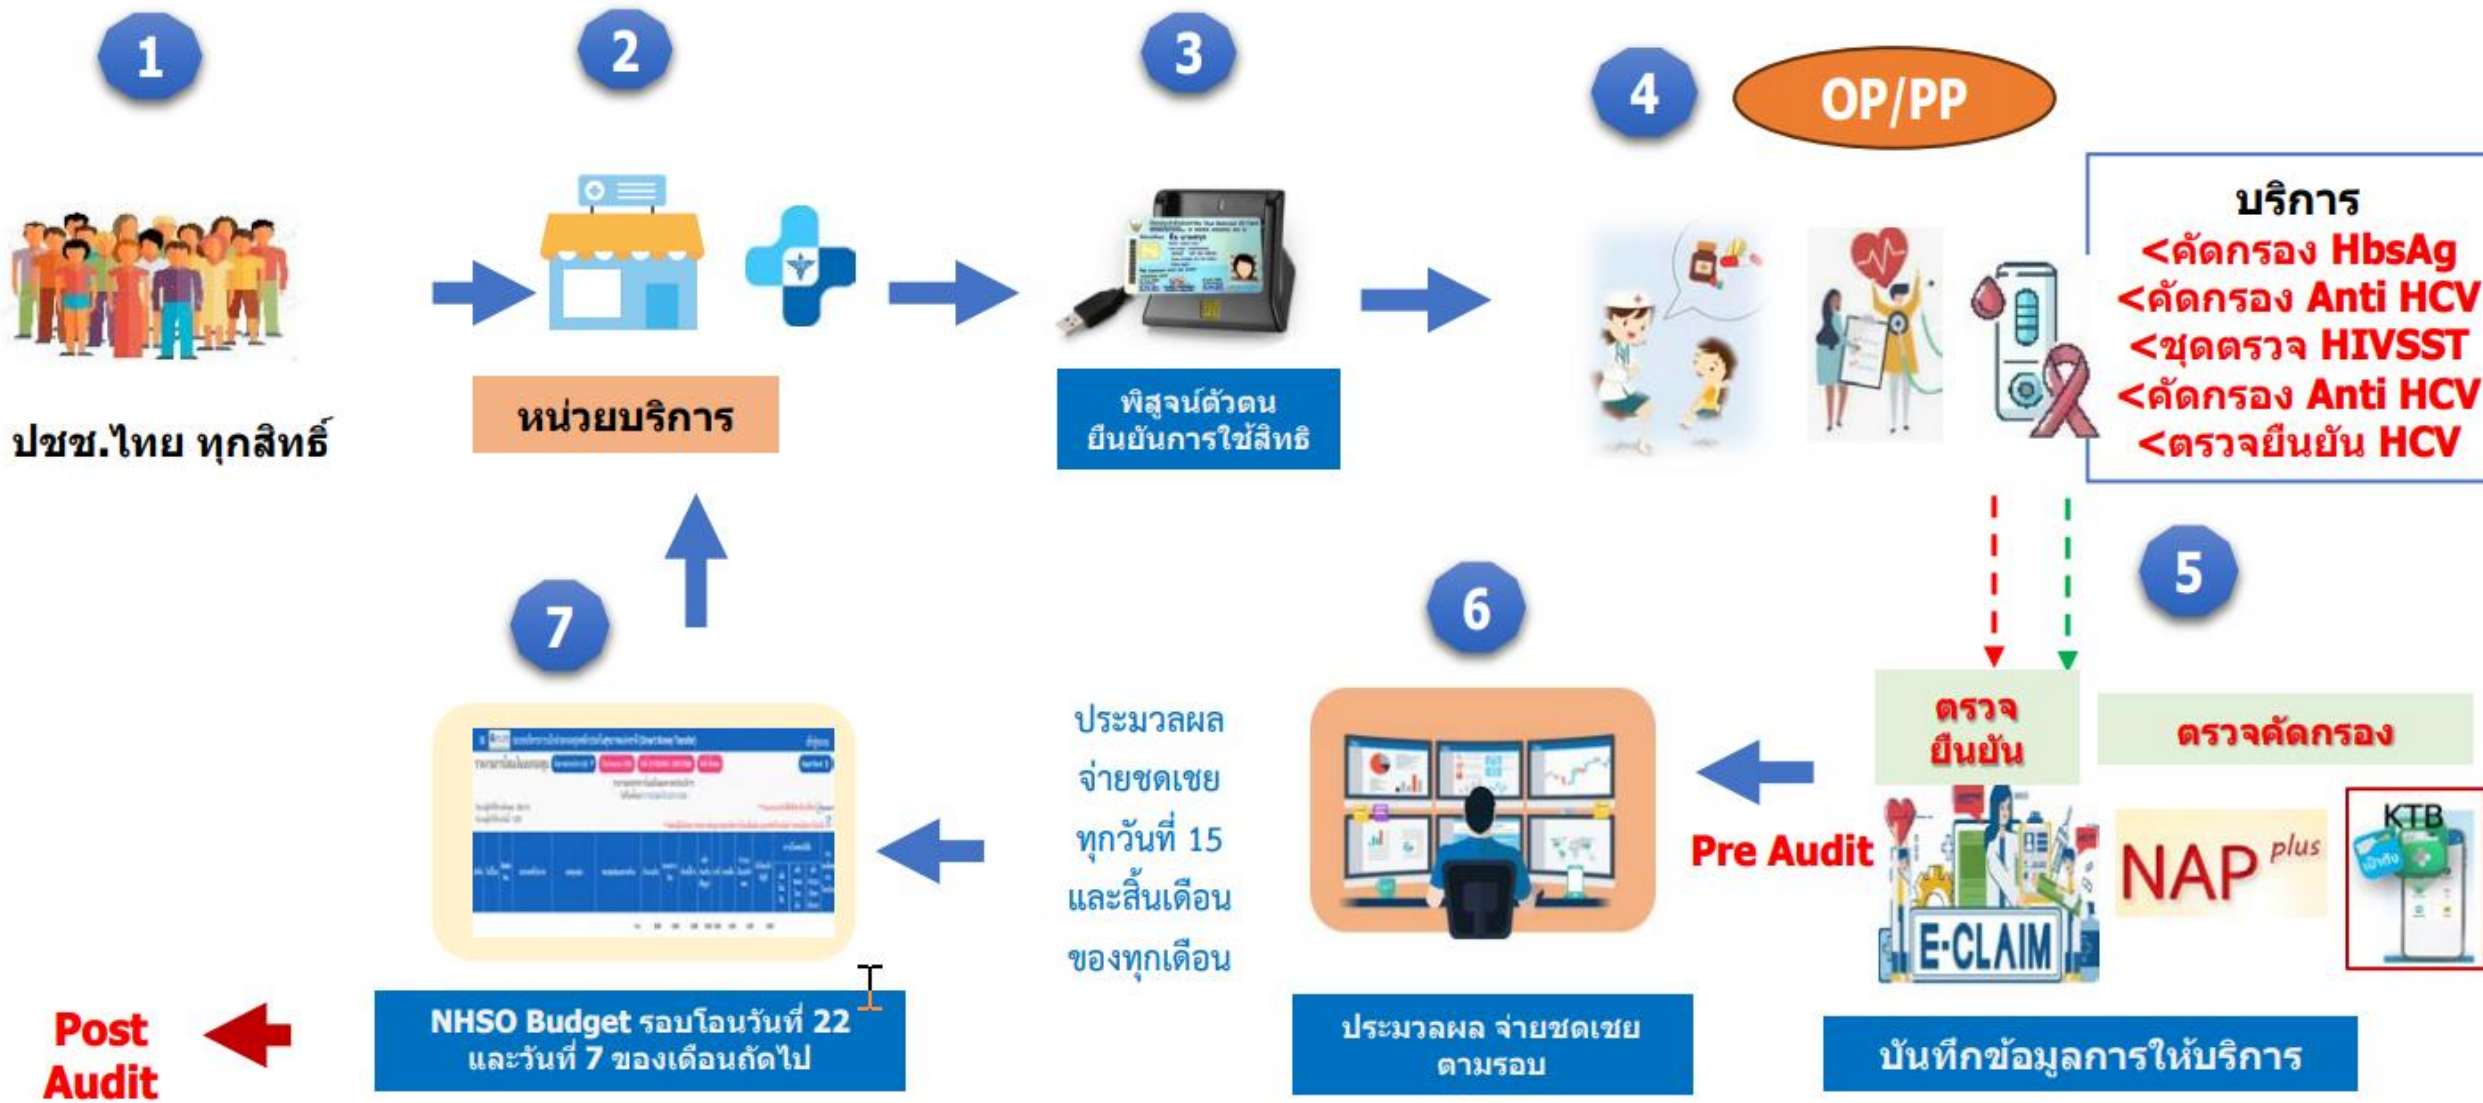 1
2
3
4
OP/PP
ปชช.ไทย ทุกสิทธิ์
หน่วยบริการ
พิสูจน์ตัวตน
ยืนยันการใช้สิทธิ
บริการ
<คัดกรอง HbsAg
<คัดกรอง Anti HCV
<ชุดตรวจ HIVSST
<คัดกรอง Anti HCV
<ตรวจยืนยัน HCV
5
ตรวจ
ยืนยัน
ตรวจคัดกรอง
E-CLAIM
NAP plus
KTB
เป๋าตัง
บันทึกข้อมูลการให้บริการ
Pre Audit
6
ประมวลผล จ่ายชดเชย
ตามรอบ
ประมวลผล
จ่ายชดเชย
ทุกวันที่ 15
และสิ้นเดือน
ของทุกเดือน
7
NHSO Budget รอบโอนวันที่ 22
และวันที่ 7 ของเดือนถัดไป
Post
Audit